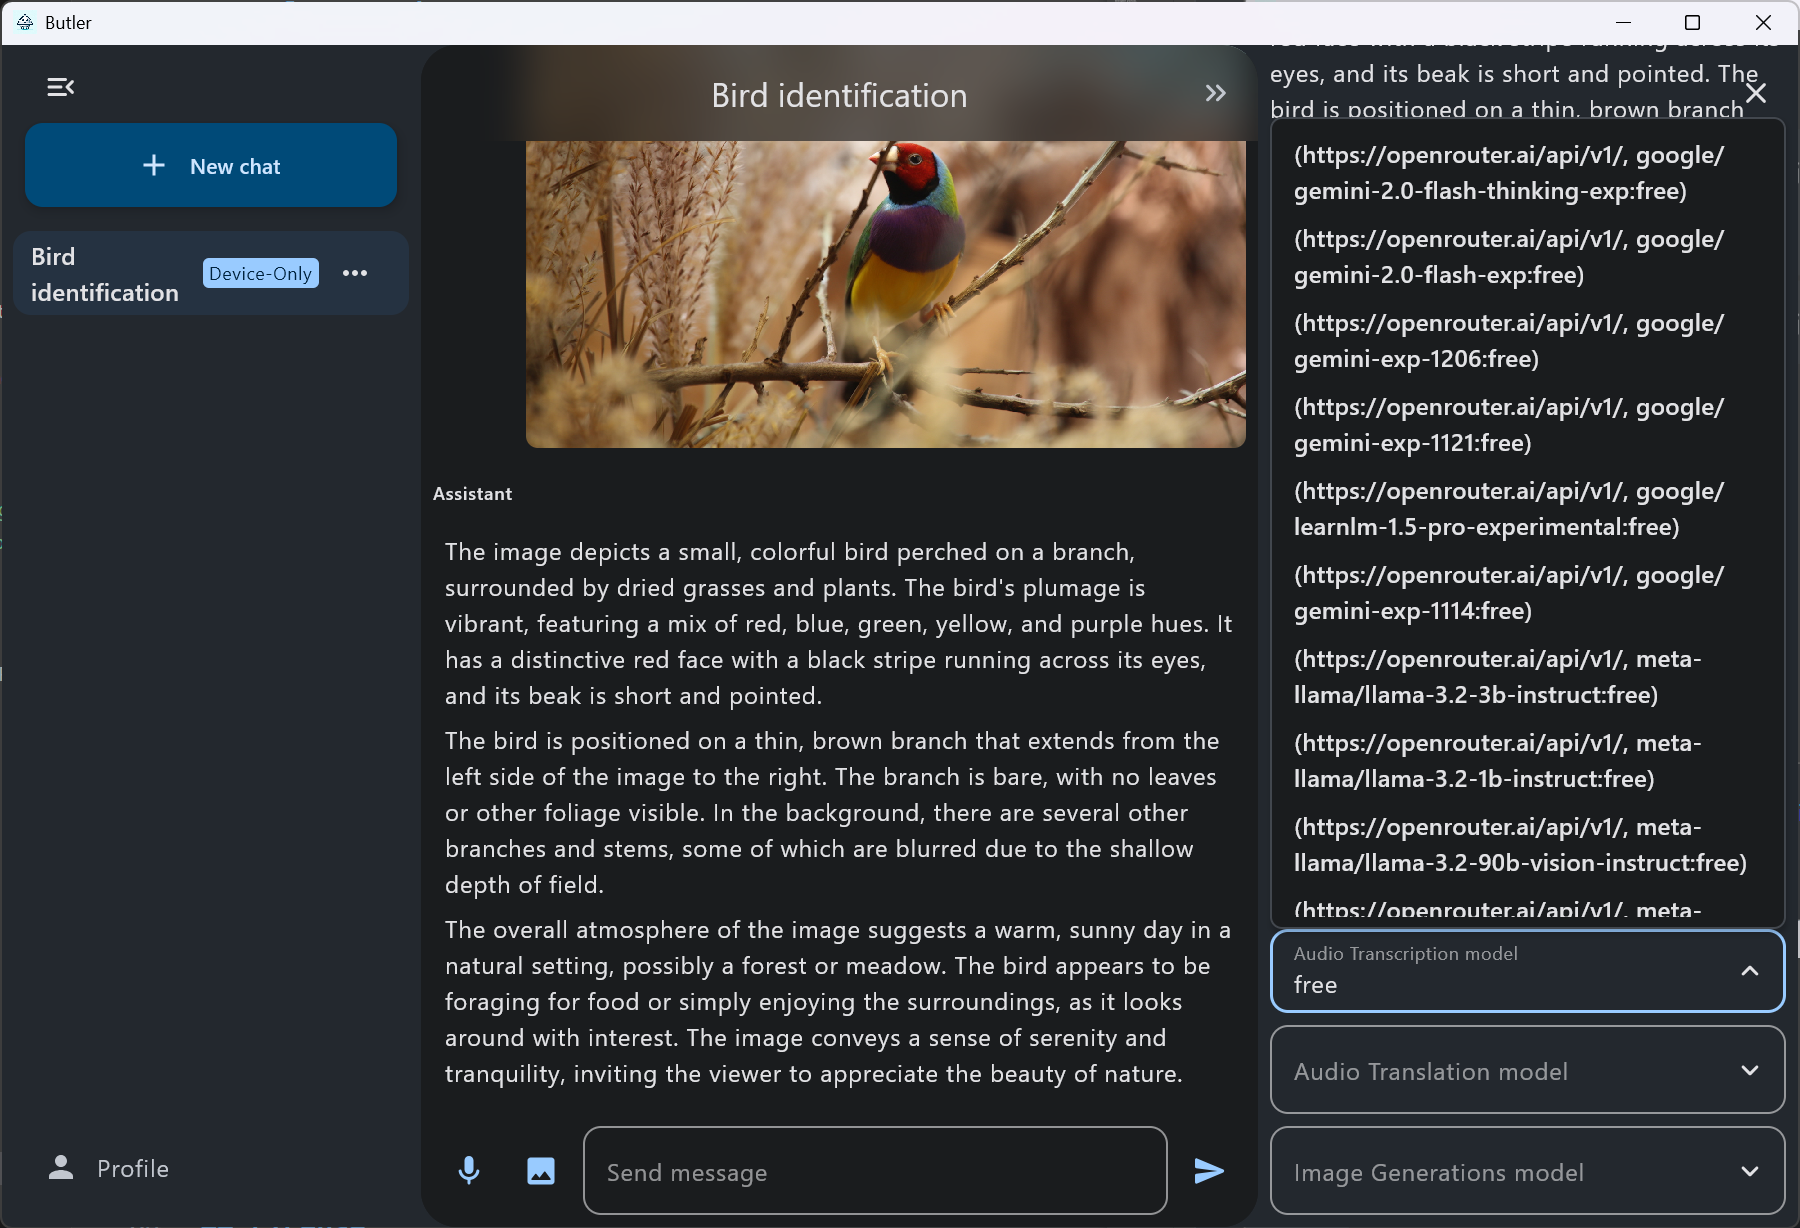 Butler
New chat
Bird
identification
Device-Only
Profile
Bird identification
Assistant
The image depicts a small, colorful bird perched on a branch,
surrounded by dried grasses and plants. The bird's plumage is
vibrant, featuring a mix of red, blue, green, yellow, and purple hues. It
has a distinctive red face with a black stripe running across its eyes,
and its beak is short and pointed.
The bird is positioned on a thin, brown branch that extends from the
left side of the image to the right. The branch is bare, with no leaves
or other foliage visible. In the background, there are several other
branches and stems, some of which are blurred due to the shallow
depth of field.
The overall atmosphere of the image suggests a warm, sunny day in a
natural setting, possibly a forest or meadow. The bird appears to be
foraging for food or simply enjoying the surroundings, as it looks
around with interest. The image conveys a sense of serenity and
tranquility, inviting the viewer to appreciate the beauty of nature.
Send message
red face with a black stripe running across its
eyes, and its beak is short and pointed. The
bird is positioned on a thin, brown branch
(https://openrouter.ai/api/v1/, google/
gemini-2.0-flash-thinking-exp:free)
(https://openrouter.ai/api/v1/, google/
gemini-2.0-flash-exp:free)
(https://openrouter.ai/api/v1/, google/
gemini-exp-1206:free)
(https://openrouter.ai/api/v1/, google/
gemini-exp-1121:free)
(https://openrouter.ai/api/v1/, google/
learnlm-1.5-pro-experimental:free)
(https://openrouter.ai/api/v1/, google/
gemini-exp-1114:free)
(https://openrouter.ai/api/v1/, meta-
llama/llama-3.2-3b-instruct:free)
(https://openrouter.ai/api/v1/, meta-
llama/llama-3.2-1b-instruct:free)
(https://openrouter.ai/api/v1/, meta-
llama/llama-3.2-90b-vision-instruct:free)
(https://openrouter.ai/api/v1/, meta-
Audio Transcription model
free
Audio Translation model
Image Generations model